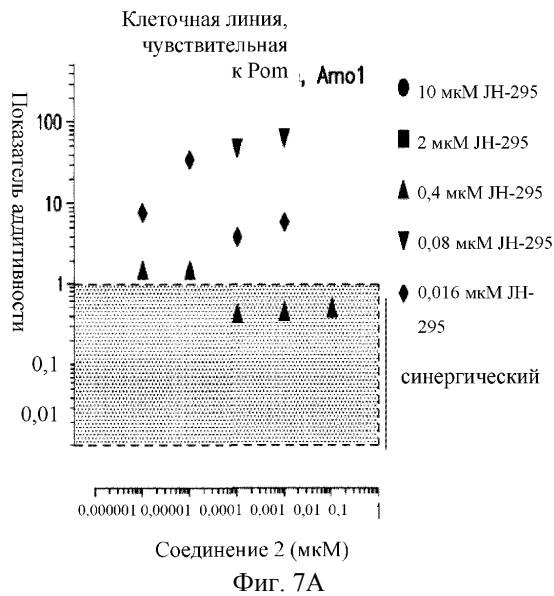 Клеточная линия,
чувствительная
к Pom , Amo1
Показатель аддитивности
100
10
1
0,1
0,01
10 мкМ JH-295
2 мкМ JH-295
0,4 мкМ JH-295
0,08 мкМ JH-295
0,016 мкМ JH-
295
синергический
0,000001 0,00001 0,0001 0,001 0,01 0,1 1
Соединение 2 (мкМ)
Фиг. 7A